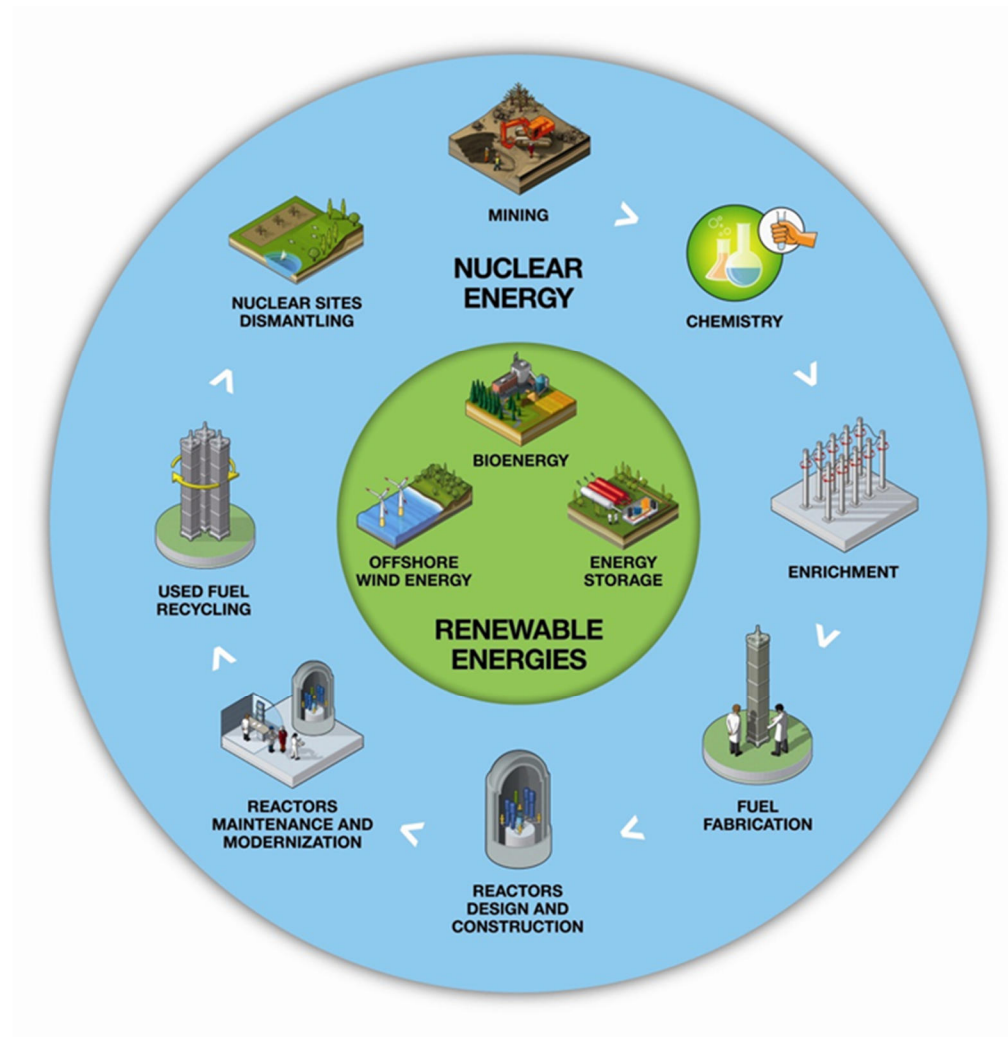 MINING
NUCLEAR
ENERGY
CHEMISTRY
NUCLEAR SITES
DISMANTLING
BIOENERGY
OFFSHORE
WIND ENERGY
ENERGY
STORAGE
RENEWABLE
ENERGIES
ENRICHMENT
USED FUEL
RECYCLING
FUEL
FABRICATION
REACTORS
MAINTENANCE AND
MODERNIZATION
REACTORS
DESIGN AND
CONSTRUCTION